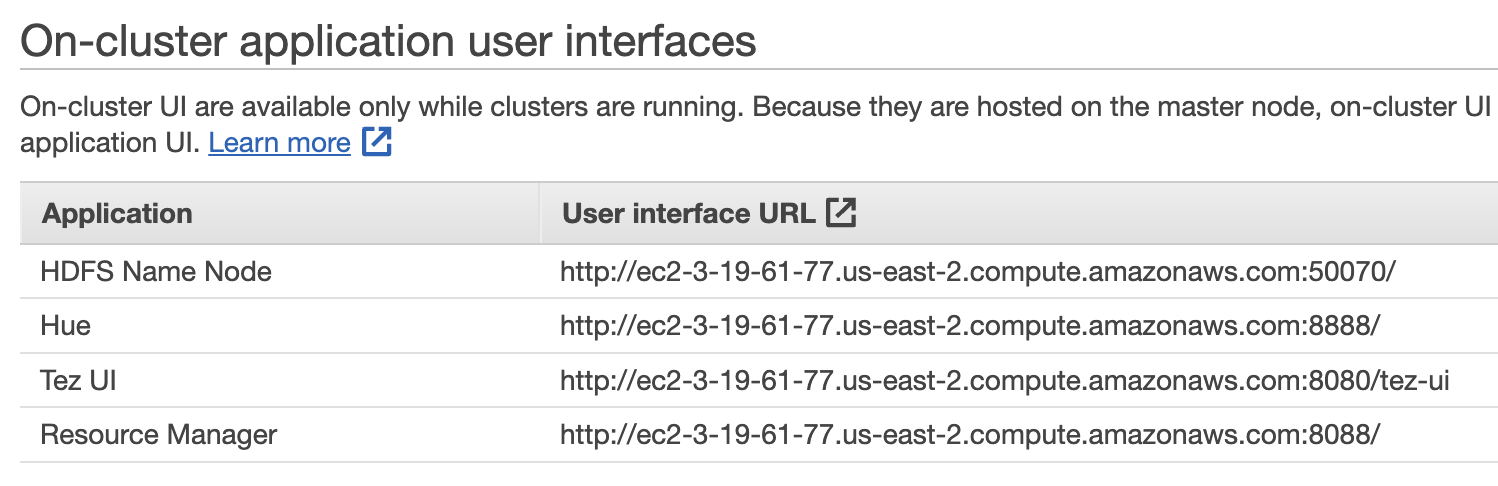 On-cluster application user interfaces
On-cluster UI are available only while clusters are running. Because they are hosted on the master node, on-cluster UI
application UI. Learn more
Application User interface URL
HDFS Name Node http://ec2-3-19-61-77.us-east-2.compute.amazonaws.com:50070/
Hue http://ec2-3-19-61-77.us-east-2.compute.amazonaws.com:8888/
Tez UI http://ec2-3-19-61-77.us-east-2.compute.amazonaws.com:8080/tez-ui
Resource Manager http://ec2-3-19-61-77.us-east-2.compute.amazonaws.com:8088/